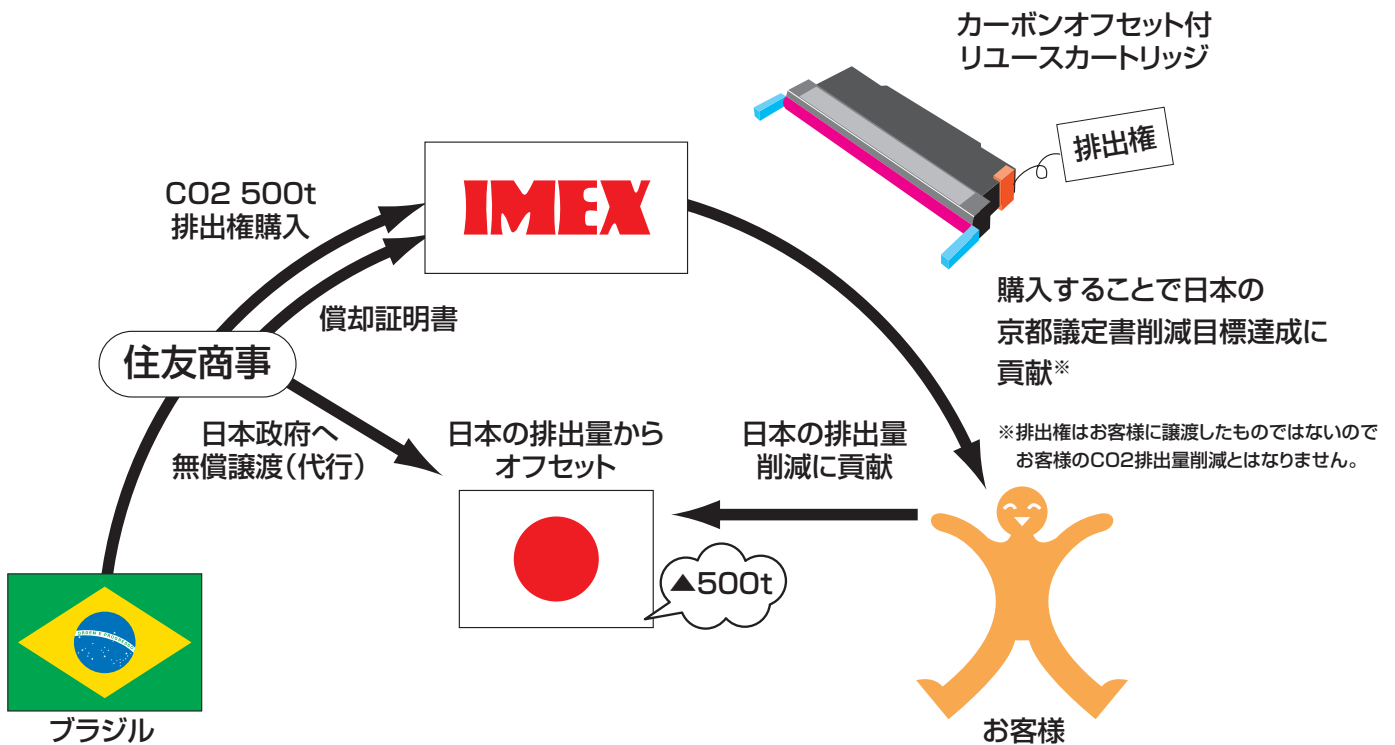 カーボンオフセット付
リユースカートリッジ
排出権
CO2 500t
排出権購入
IMEX
償却証明書
住友商事
購入することで日本の
京都議定書削減目標達成に
貢献※
※排出権はお客様に譲渡したものではないので
お客様のCO2排出量削減とはなりません。
日本政府へ
無償譲渡(代行)
日本の排出量から
オフセット
日本の排出量
削減に貢献
▲500t
ORDEM E PROGRESSO
ブラジル
お客様